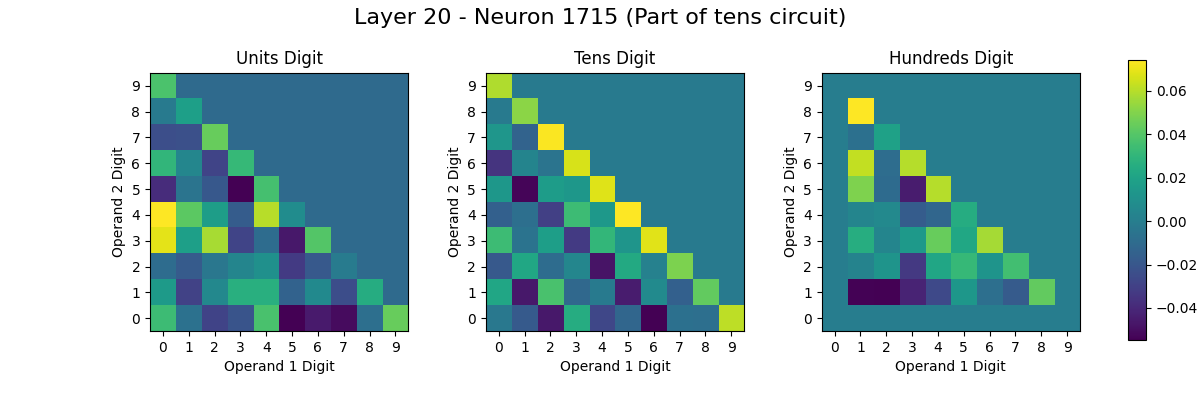 Layer 20 - Neuron 1715 (Part of tens circuit)
Units Digit
Tens Digit
Hundreds Digit
Operand 2 Digit
9
8
7
6
5
4
3
2
1
0
0 1 2 3 4 5 6 7 8 9
Operand 1 Digit
Operand 2 Digit
9
8
7
6
5
4
3
2
1
0
0 1 2 3 4 5 6 7 8 9
Operand 1 Digit
Operand 2 Digit
9
8
7
6
5
4
3
2
1
0
0 1 2 3 4 5 6 7 8 9
Operand 1 Digit
0.06
0.04
0.02
0.00
−0.02
−0.04